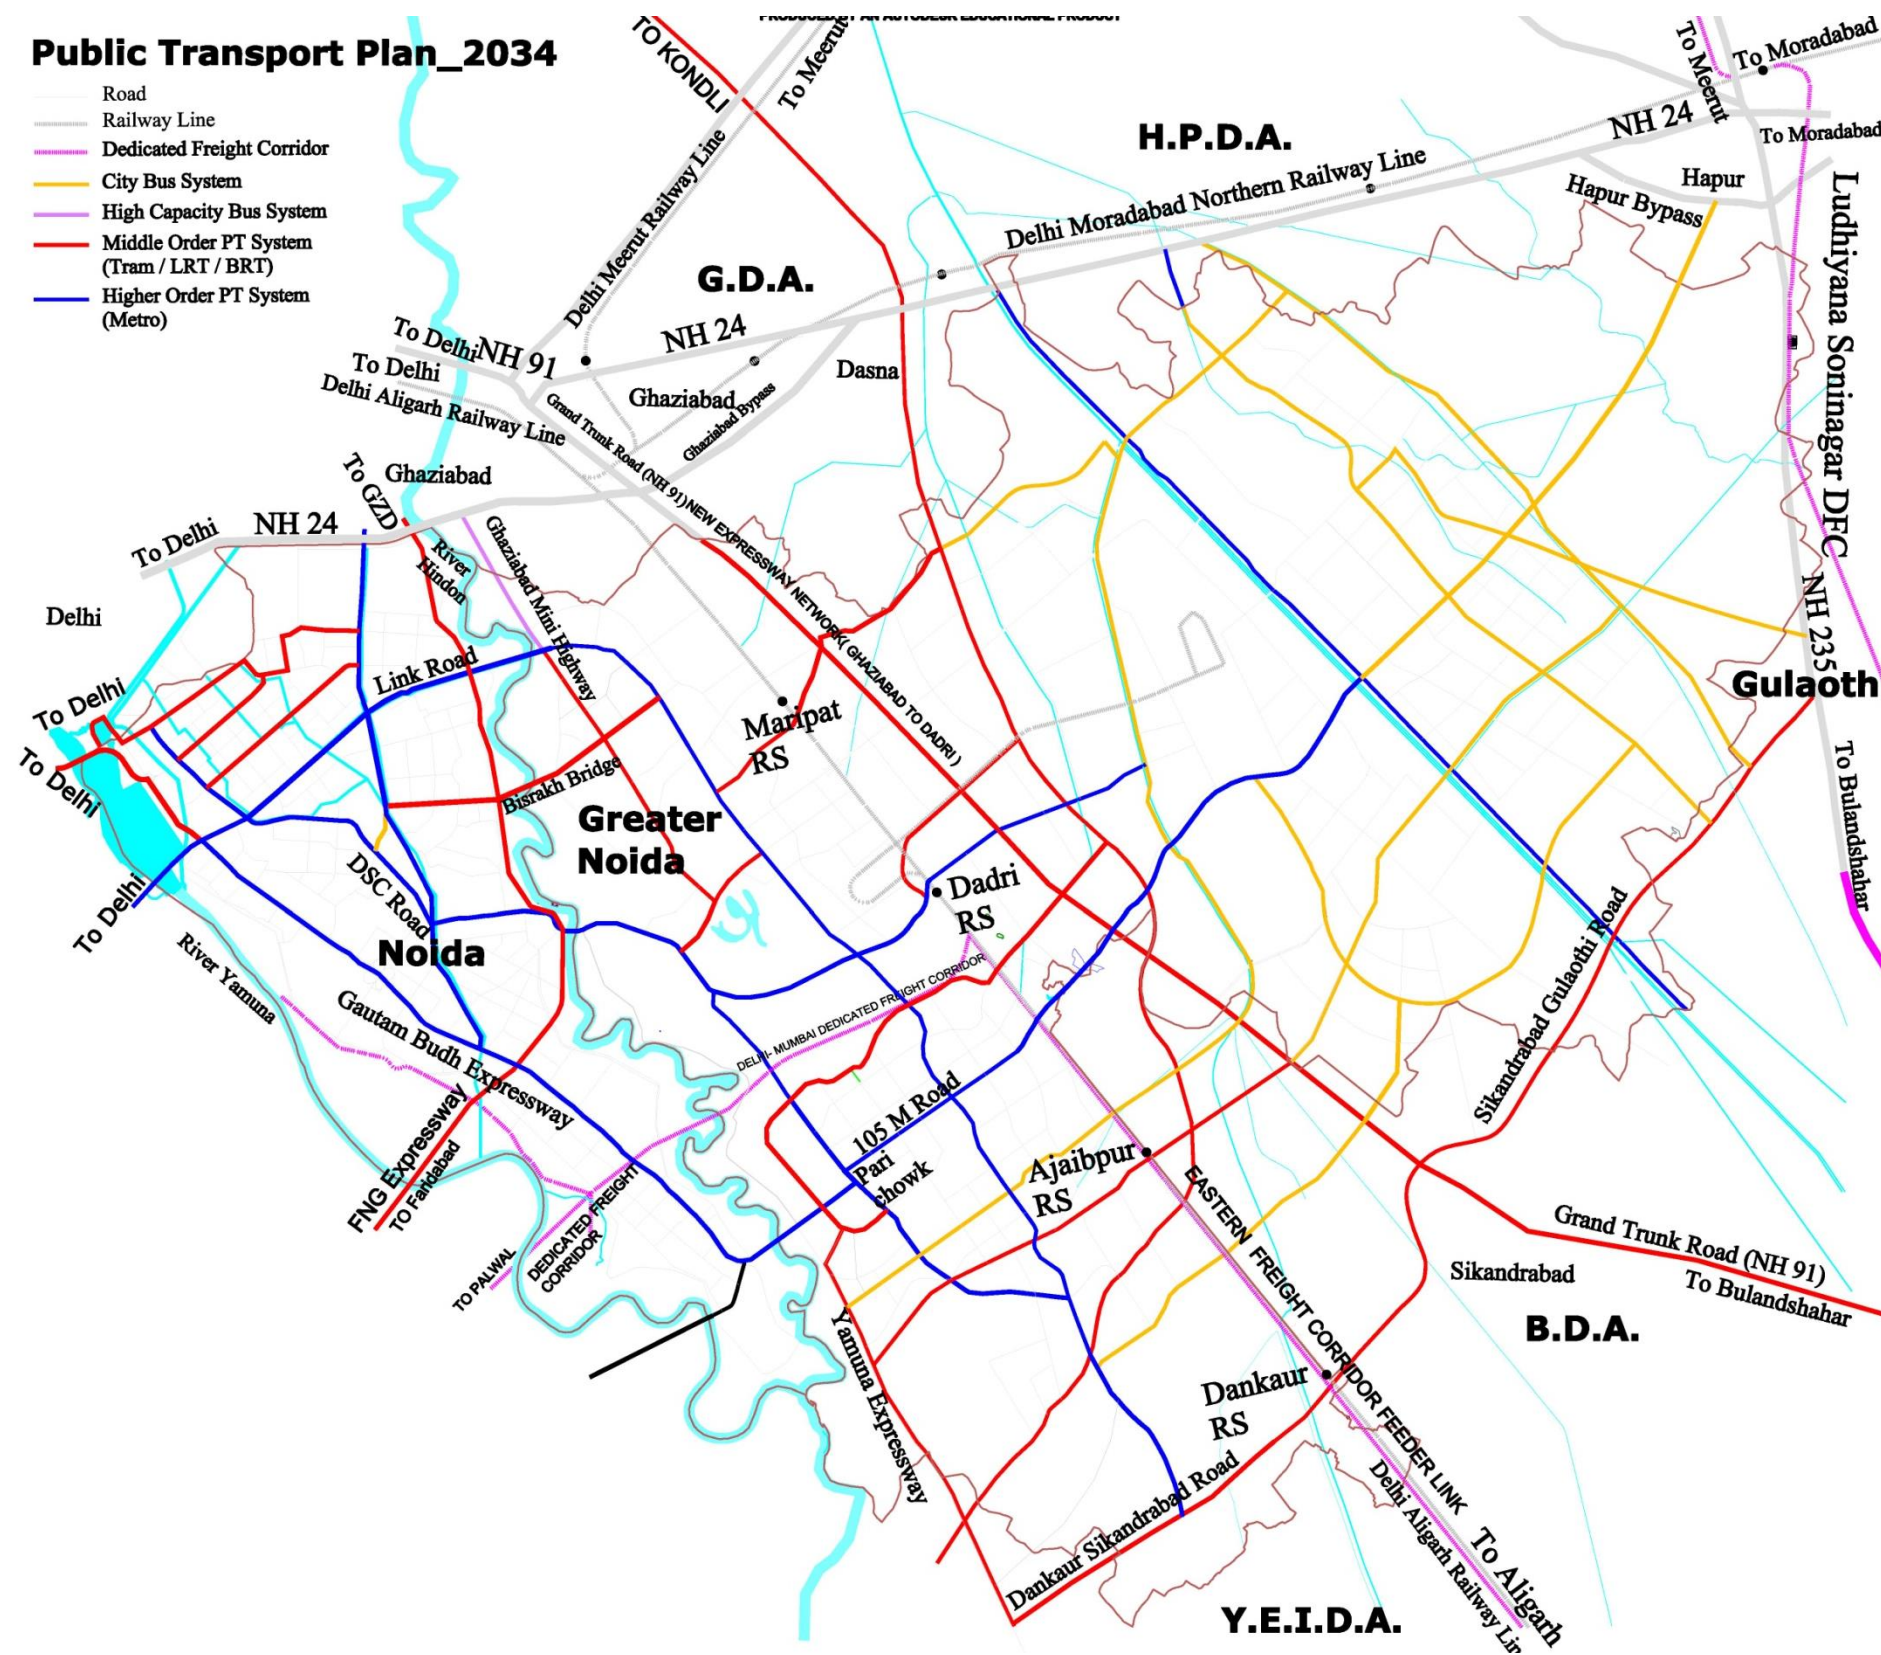 PRODUCED BY AN AUTODESK EDUCATIONAL PRODUCT
Public Transport Plan_2034
Road
Railway Line
Dedicated Freight Corridor
City Bus System
High Capacity Bus System
Middle Order PT System
(Tram / LRT / BRT)
Higher Order PT System
(Metro)
TO KONDLI
To Meerut
To Meerut
To Moradabad
NH 24
To Moradabad
H.P.D.A.
Delhi Meerut Railway Line
Delhi Moradabad Northern Railway Line
Hapur
Hapur Bypass
Ludhiyana Soninagar DFC
G.D.A.
NH 24
To Delhi
NH 91
To Delhi
Delhi Aligarh Railway Line
Dasna
Ghaziabad
Ghaziabad Bypass
Grand Trunk Road (NH 91)
NEW EXPRESSWAY NETWORK( GHAZIABAD TO DADRI )
To GZD
Ghaziabad
NH 24
To Delhi
River
Hindon
Ghaziabad Mini Highway
Delhi
NH 235
Link Road
Gulaoth
To Delhi
To Delhi
Maripat
RS
Bisrakh Bridge
To Bulandshahar
Greater
Noida
DSC Road
To Delhi
Dadri
RS
Noida
River Yamuna
Sikandrabad Gulaothi Road
DELHI- MUMBAI DEDICATED FREIGHT CORRIDOR
Gautam Budh Expressway
105 M Road
Pari
chowk
FNG Expressway
TO Faridabad
Ajaibpur
RS
EASTERN FREIGHT CORRIDOR FEEDER LINK
TO PALWAL
DEDICATED FREIGHT
CORRIDOR
Grand Trunk Road (NH 91)
To Bulandshahar
Sikandrabad
B.D.A.
Yamuna Expressway
Dankaur
RS
Dankaur Sikandrabad Road
Delhi Aligarh Railway Lin
To Aligarh
Y.E.I.D.A.